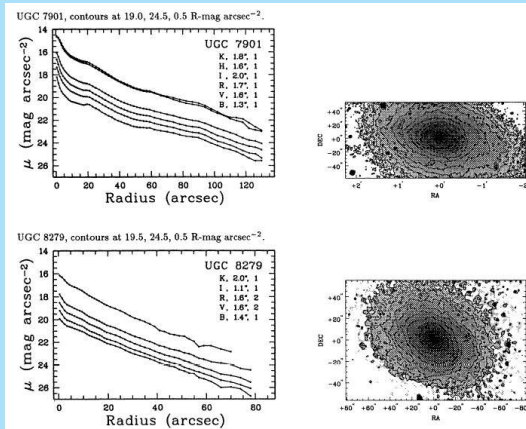 UGC 7901, contours at 19.0, 24.5, 0.5 R-mag arcsec⁻².
14
16
18
20
22
24
26
μ (mag arcsec⁻²)
UGC 7901
K, 1.8", 1
H, 1.6", 1
I, 2.0", 1
R, 1.7", 1
V, 1.6", 1
B, 1.3", 1
0 20 40 60 80 100 120 140
Radius (arcsec)
DEC
+40"
+20"
+0"
-20"
-40"
+2' +1' +0' -1' -2
RA
UGC 8279, contours at 19.5, 24.5, 0.5 R-mag arcsec⁻².
14
16
18
20
22
24
26
μ (mag arcsec⁻²)
UGC 8279
K, 2.0", 1
I, 1.1", 1
R, 1.6", 2
V, 1.6", 2
B, 1.4", 1
0 20 40 60 80
Radius (arcsec)
DEC
+40"
+20"
+0"
-20"
-40"
+80" +60" +40" +20" +0" -20" -40" -60" -80
RA